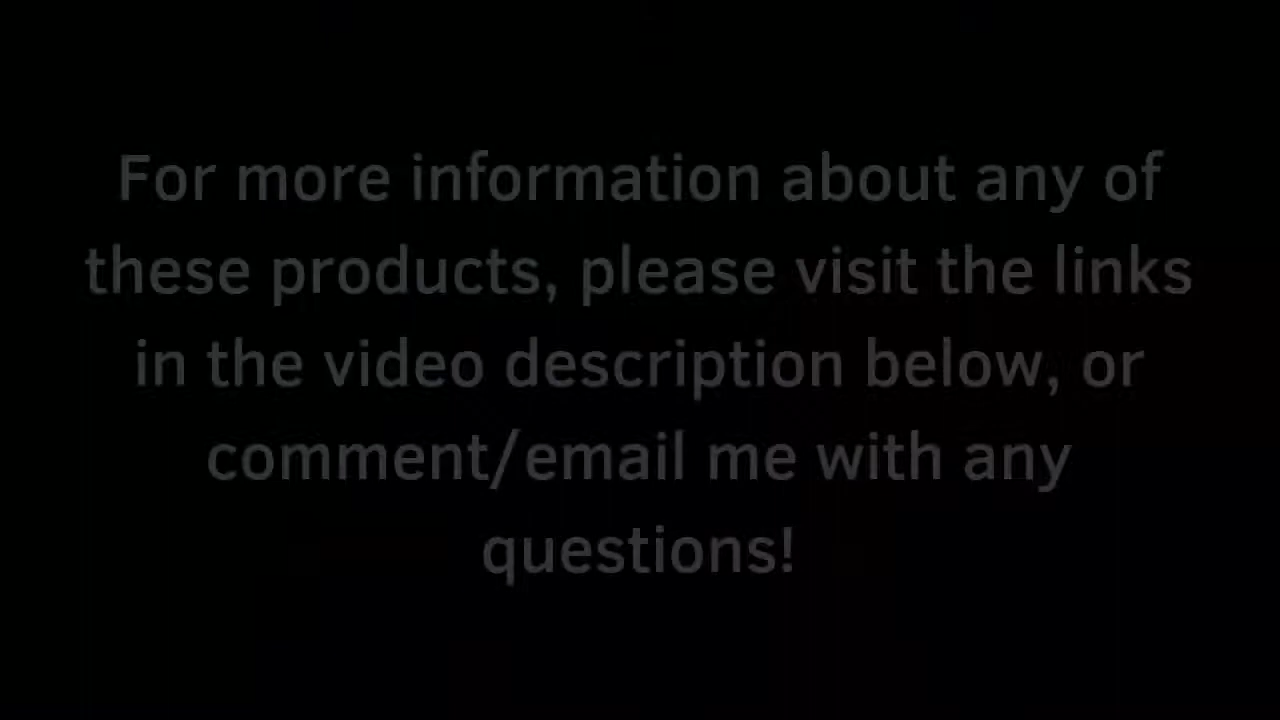 For more information about any of
these products, please visit the links
in the video description below, or
comment/email me with any
questions!